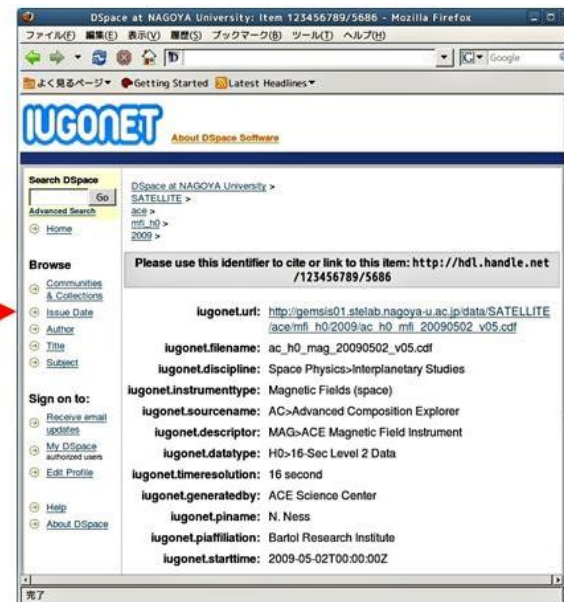 DSpace at NAGOYA University: Item 123456789/5686 - Mozilla Firefox
ファイル(F) 編集(E) 表示(V) 履歴(S) ブックマーク(B) ツール(T) ヘルプ(H)
Google
よく見るページ Getting Started Latest Headlines
IUGONET About DSpace Software
Search DSpace
Go
Advanced Search
Home
Browse
Communities
& Collections
Issue Date
Author
Title
Subject
Sign on to:
Receive email
updates
My DSpace
authorized users
Edit Profile
Help
About DSpace
DSpace at NAGOYA University >
SATELLITE >
ace >
mfi_h0 >
2009 >
Please use this identifier to cite or link to this item: http://hdl.handle.net
/123456789/5686
iugonet.url: http://gemsis01.stelab.nagoya-u.ac.jp/data/SATELLITE
/ace/mfi_h0/2009/ac_h0_mfi_20090502_v05.cdf
iugonet.filename: ac_h0_mag_20090502_v05.cdf
iugonet.discipline: Space Physics>Interplanetary Studies
iugonet.instrumenttype: Magnetic Fields (space)
iugonet.sourcename: AC>Advanced Composition Explorer
iugonet.descriptor: MAG>ACE Magnetic Field Instrument
iugonet.datatype: H0>16-Sec Level 2 Data
iugonet.timeresolution: 16 second
iugonet.generatedby: ACE Science Center
iugonet.piname: N. Ness
iugonet.piaffiliation: Bartol Research Institute
iugonet.starttime: 2009-05-02T00:00:00Z
完了